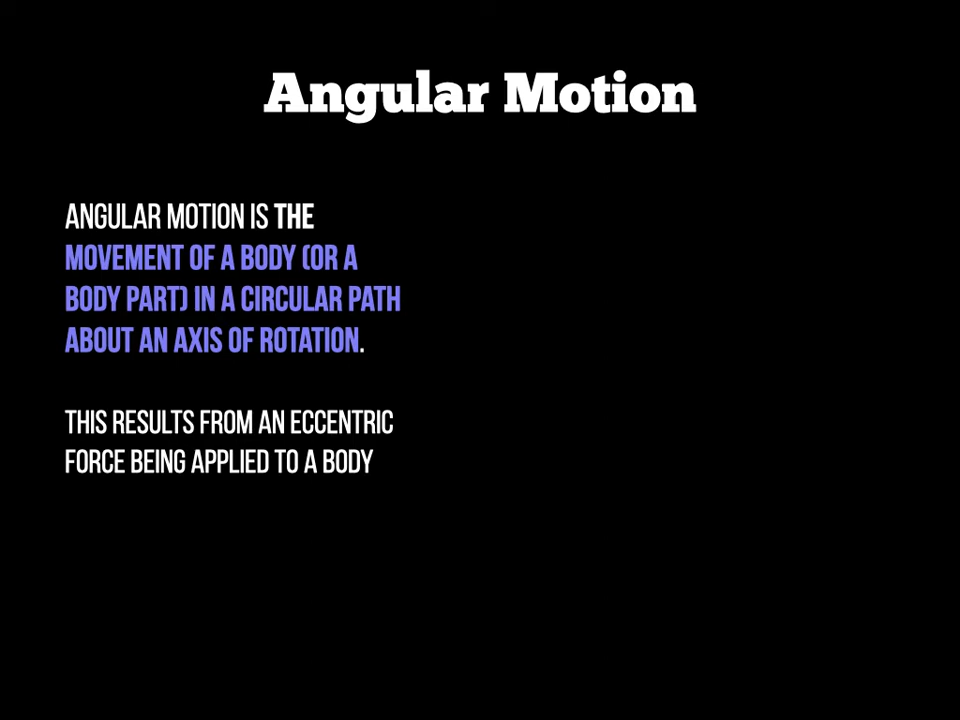 Angular Motion
ANGULAR MOTION IS THE
MOVEMENT OF A BODY (OR A
BODY PART) IN A CIRCULAR PATH
ABOUT AN AXIS OF ROTATION.
THIS RESULTS FROM AN ECCENTRIC
FORCE BEING APPLIED TO A BODY